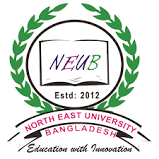 NEUB
Estd: 2012
NORTH EAST UNIVERSITY
BANGLADESH
Education with Innovation